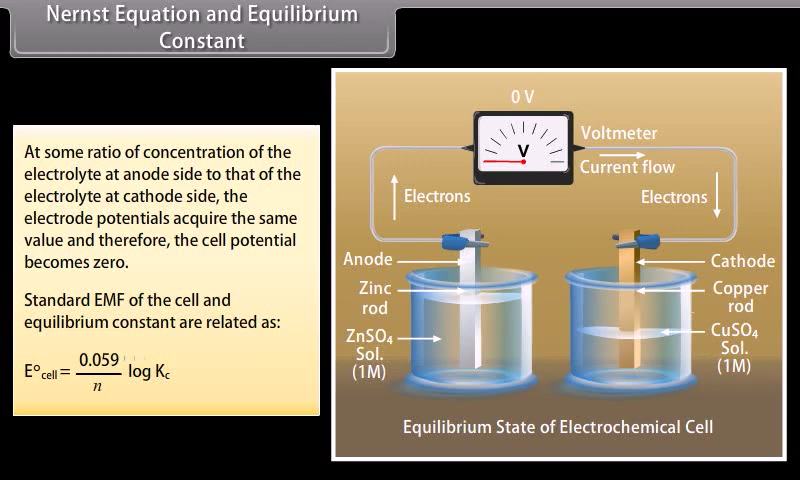 Nernst Equation and Equilibrium
Constant
At some ratio of concentration of the
electrolyte at anode side to that of the
electrolyte at cathode side, the
electrode potentials acquire the same
value and therefore, the cell potential
becomes zero.
Standard EMF of the cell and
equilibrium constant are related as:
E°cell = 0.059/n log Kc
0 V
V
Voltmeter
Current flow
Electrons
Electrons
Anode
Zinc
rod
ZnSO4
Sol.
(1M)
Cathode
Copper
rod
CuSO4
Sol.
(1M)
Equilibrium State of Electrochemical Cell